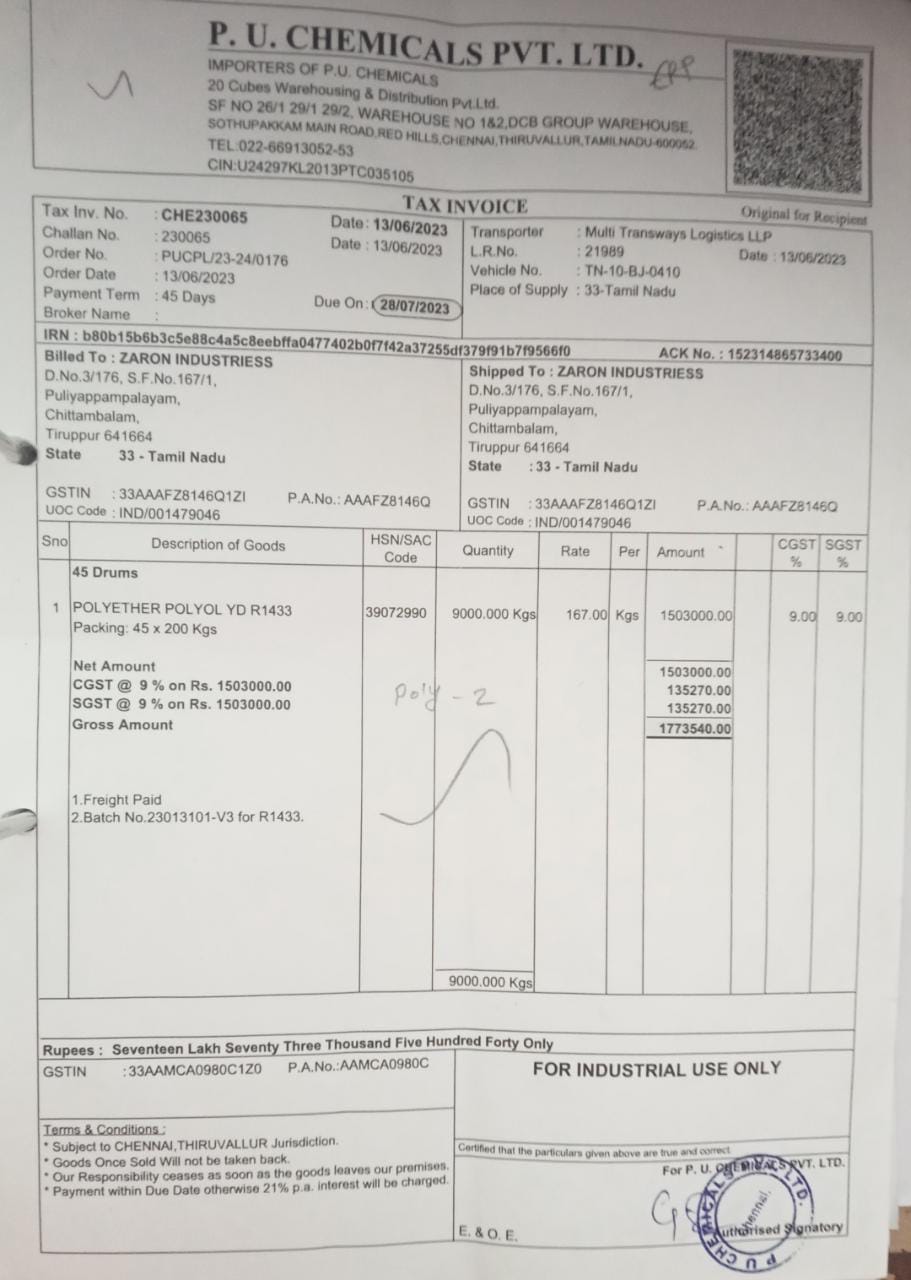 P. U. CHEMICALS PVT. LTD.
ERP
IMPORTERS OF P.U. CHEMICALS
20 Cubes Warehousing & Distribution Pvt.Ltd.
SF NO 26/1 29/1 29/2, WAREHOUSE NO 1&2,DCB GROUP WAREHOUSE,
SOTHUPAKKAM MAIN ROAD,RED HILLS,CHENNAI,THIRUVALLUR,TAMILNADU-600052.
TEL:022-66913052-53
CIN:U24297KL2013PTC035105
TAX INVOICE
Original for Recipient
Tax Inv. No. : CHE230065 Date: 13/06/2023
Challan No. : 230065 Date : 13/06/2023
Order No. : PUCPL/23-24/0176
Order Date : 13/06/2023
Payment Term : 45 Days Due On: 28/07/2023
Broker Name :
Transporter : Multi Transways Logistics LLP
L.R.No. : 21989 Date : 13/06/2023
Vehicle No. : TN-10-BJ-0410
Place of Supply : 33-Tamil Nadu
IRN : b80b15b6b3c5e88c4a5c8eebffa0477402b0f7f42a37255df379f91b7f9566f0 ACK No. : 152314865733400
Billed To : ZARON INDUSTRIESS
D.No.3/176, S.F.No.167/1,
Puliyappampalayam,
Chittambalam,
Tiruppur 641664
State 33 - Tamil Nadu
GSTIN : 33AAAFZ8146Q1ZI P.A.No.: AAAFZ8146Q
UOC Code : IND/001479046
Shipped To : ZARON INDUSTRIESS
D.No.3/176, S.F.No.167/1,
Puliyappampalayam,
Chittambalam,
Tiruppur 641664
State : 33 - Tamil Nadu
GSTIN : 33AAAFZ8146Q1ZI P.A.No.: AAAFZ8146Q
UOC Code : IND/001479046
Sno Description of Goods HSN/SAC Code Quantity Rate Per Amount CGST % SGST %
45 Drums
1 POLYETHER POLYOL YD R1433 39072990 9000.000 Kgs 167.00 Kgs 1503000.00 9.00 9.00
Packing: 45 x 200 Kgs
Net Amount 1503000.00
CGST @ 9 % on Rs. 1503000.00 135270.00
SGST @ 9 % on Rs. 1503000.00 135270.00
Gross Amount 1773540.00
Poly - 2
1.Freight Paid
2.Batch No.23013101-V3 for R1433.
9000.000 Kgs
Rupees : Seventeen Lakh Seventy Three Thousand Five Hundred Forty Only
GSTIN :33AAMCA0980C1Z0 P.A.No.:AAMCA0980C
FOR INDUSTRIAL USE ONLY
Terms & Conditions :
* Subject to CHENNAI,THIRUVALLUR Jurisdiction.
* Goods Once Sold Will not be taken back.
* Our Responsibility ceases as soon as the goods leaves our premises.
* Payment within Due Date otherwise 21% p.a. interest will be charged.
Certified that the particulars given above are true and correct
For P. U. CHEMICALS PVT. LTD.
P U CHEMICALS PVT. LTD.
Chennai.
Authorised Signatory
E. & O. E.